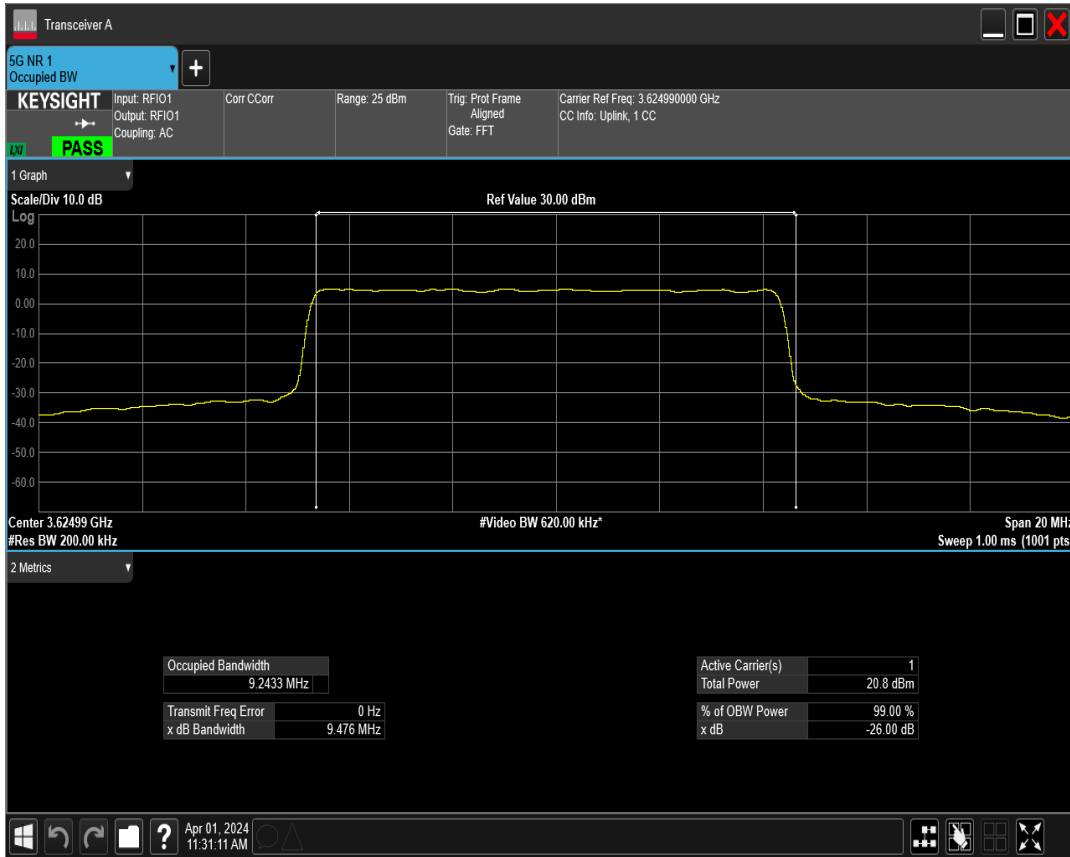 Transceiver A
5G NR 1
Occupied BW
KEYSIGHT
LXI
PASS
Input: RFIO1
Output: RFIO1
Coupling: AC
Corr CCorr
Range: 25 dBm
Trig: Prot Frame
Aligned
Gate: FFT
Carrier Ref Freq: 3.624990000 GHz
CC Info: Uplink, 1 CC
1 Graph
Scale/Div 10.0 dB
Ref Value 30.00 dBm
Log
20.0
10.0
0.00
-10.0
-20.0
-30.0
-40.0
-50.0
-60.0
Center 3.62499 GHz
#Video BW 620.00 kHz*
Span 20 MHz
#Res BW 200.00 kHz
Sweep 1.00 ms (1001 pts
2 Metrics
Occupied Bandwidth
9.2433 MHz
Transmit Freq Error 0 Hz
x dB Bandwidth 9.476 MHz
Active Carrier(s) 1
Total Power 20.8 dBm
% of OBW Power 99.00 %
x dB -26.00 dB
?
Apr 01, 2024
11:31:11 AM